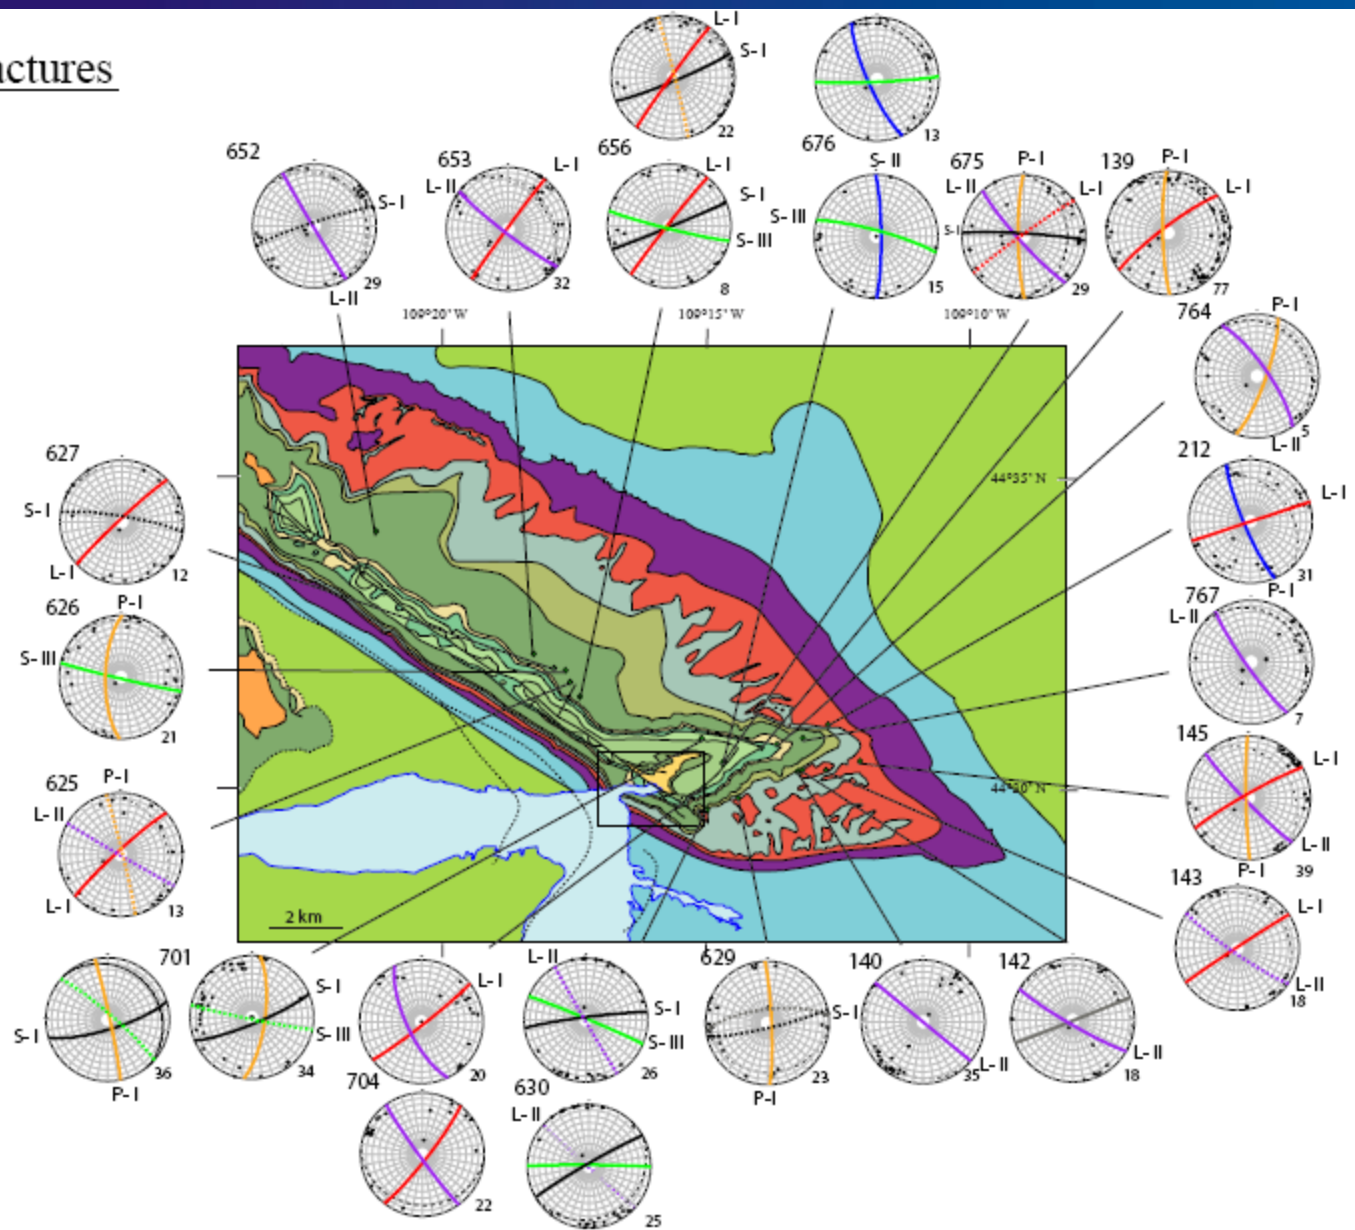 actures
L-I
S-I
22
13
652
S-I
L-II
29
653
L-II
L-I
32
656
L-I
S-I
S-III
8
676
S-II
S-III
15
675
P-I
L-II
L-I
S-I
29
139
P-I
L-I
77
109°20' W
109°15' W
109°10' W
764
P-I
L-II
5
44°35' N
627
S-I
L-I
12
212
L-I
P-I
31
626
P-I
S-III
21
767
L-II
7
625
P-I
L-II
L-I
13
145
L-I
L-II
P-I
39
44°30' N
2 km
143
L-I
L-II
18
701
S-I
P-I
36
S-I
S-III
34
L-I
20
L-II
S-I
S-III
26
629
S-I
P-I
23
140
L-II
35
142
L-II
18
704
22
630
L-II
25